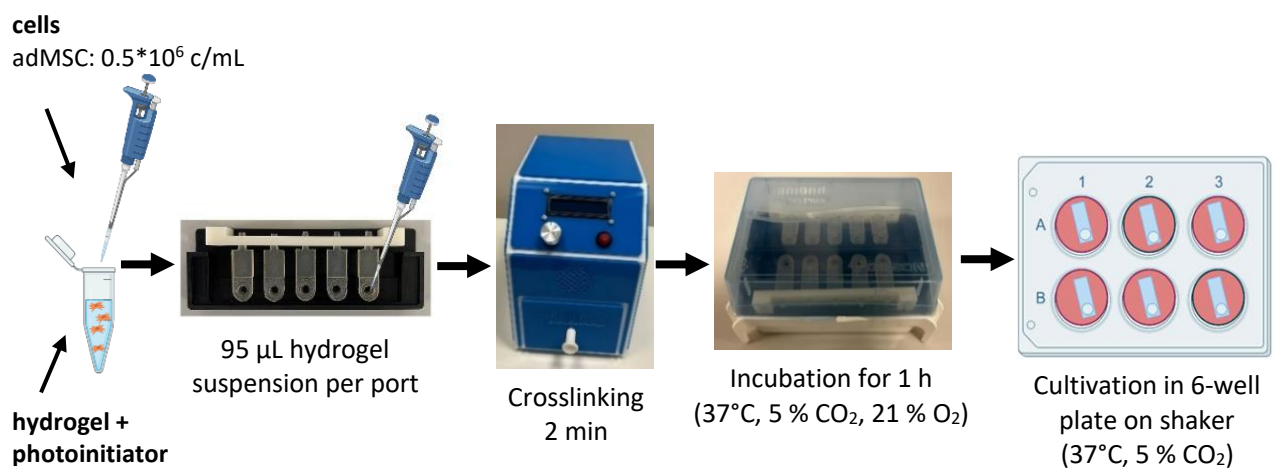 cells
adMSC: 0.5*10⁶ c/mL
95 µL hydrogel
suspension per port
hydrogel +
photoinitiator
Crosslinking
2 min
Incubation for 1 h
(37°C, 5 % CO₂, 21 % O₂)
1 2 3
A
B
Cultivation in 6-well
plate on shaker
(37°C, 5 % CO₂)